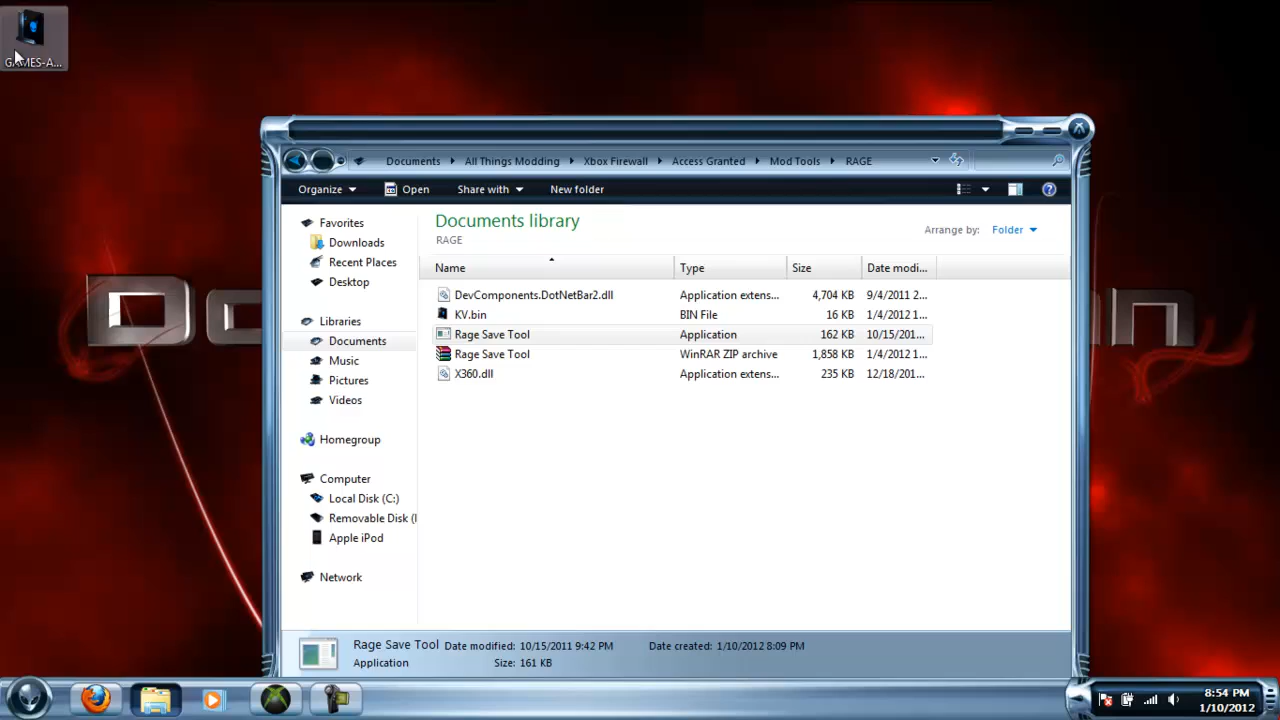 GAMES-A...
Documents All Things Modding Xbox Firewall Access Granted Mod Tools RAGE
Organize Open Share with New folder
Favorites
Downloads
Recent Places
Desktop
Libraries
Documents
Music
Pictures
Videos
Homegroup
Computer
Local Disk (C:)
Removable Disk (I
Apple iPod
Network
Documents library
RAGE
Arrange by: Folder
Name Type Size Date modi...
DevComponents.DotNetBar2.dll Application extens... 4,704 KB 9/4/2011 2...
KV.bin BIN File 16 KB 1/4/2012 1...
Rage Save Tool Application 162 KB 10/15/201...
Rage Save Tool WinRAR ZIP archive 1,858 KB 1/4/2012 1...
X360.dll Application extens... 235 KB 12/18/201...
Rage Save Tool Date modified: 10/15/2011 9:42 PM Date created: 1/10/2012 8:09 PM
Application Size: 161 KB
8:54 PM
1/10/2012